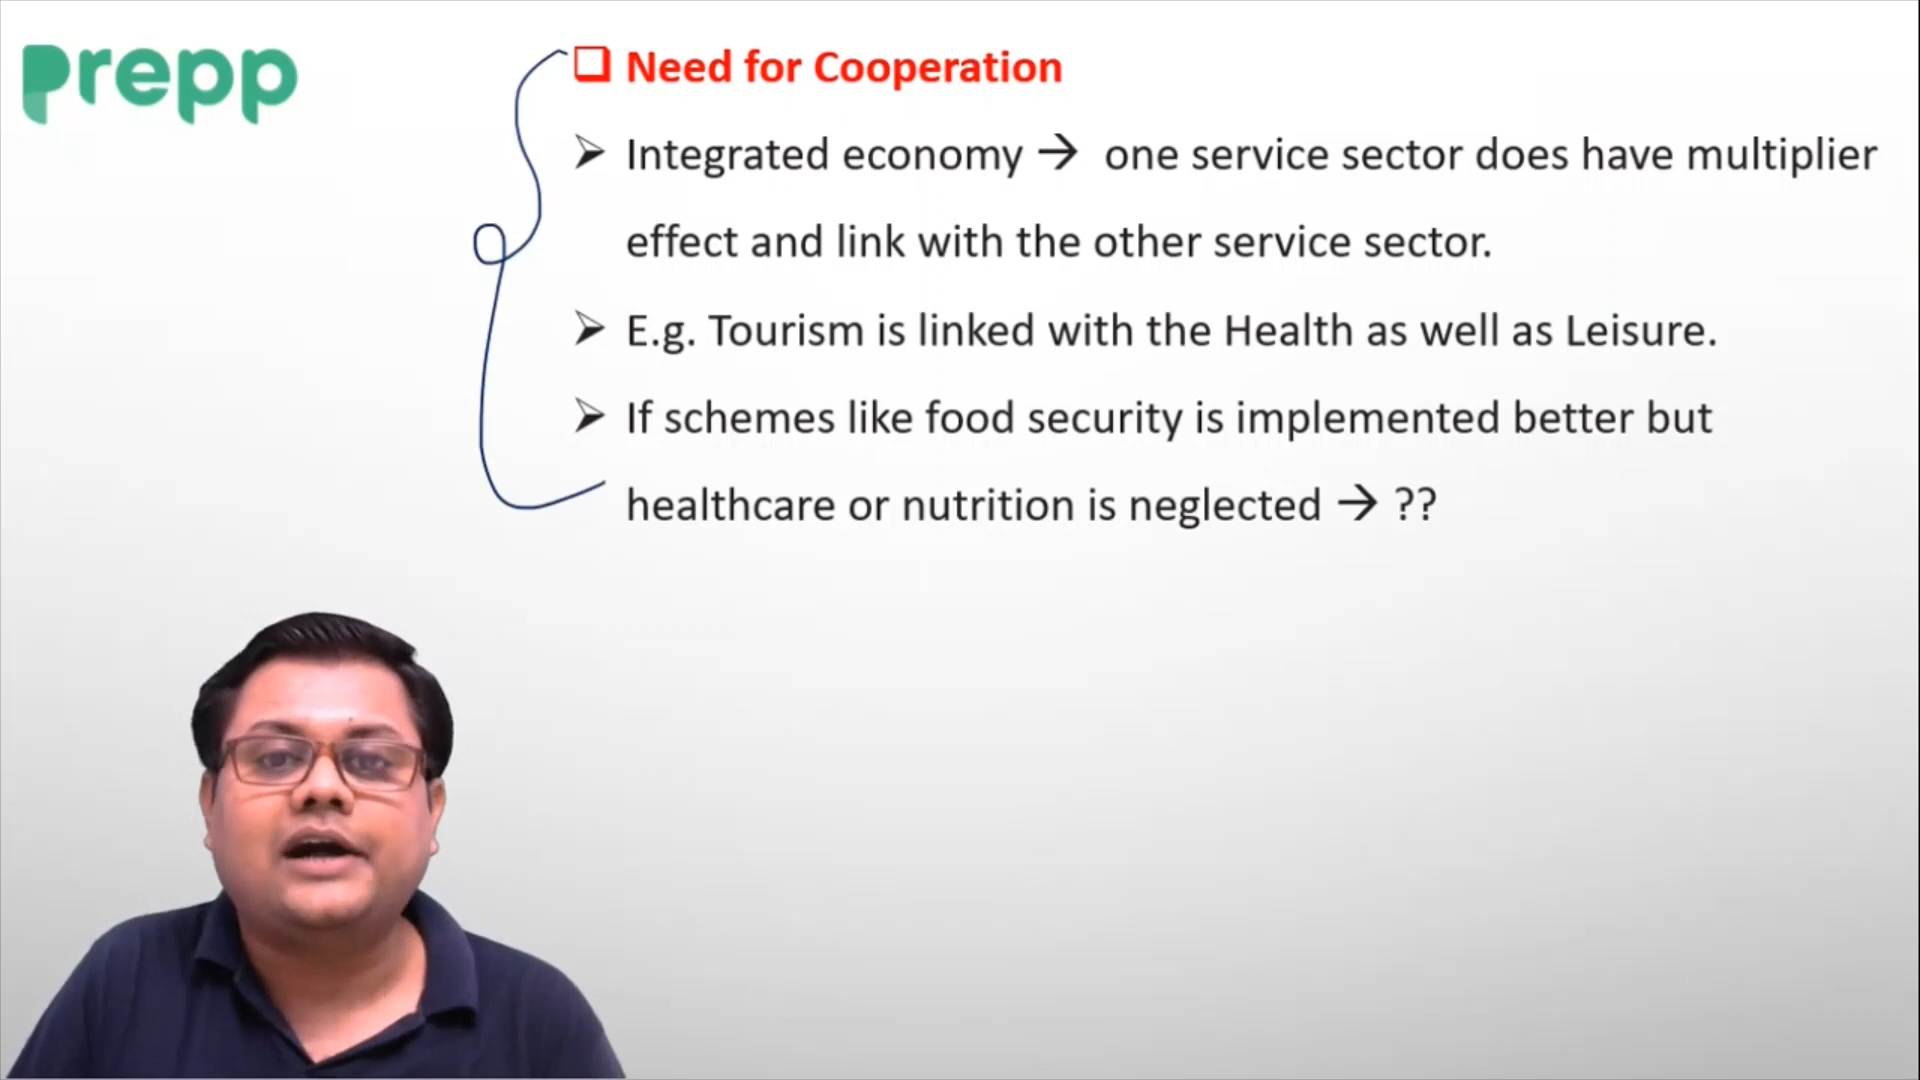 prepp
❑ Need for Cooperation
➢ Integrated economy → one service sector does have multiplier
effect and link with the other service sector.
➢ E.g. Tourism is linked with the Health as well as Leisure.
➢ If schemes like food security is implemented better but
healthcare or nutrition is neglected → ??